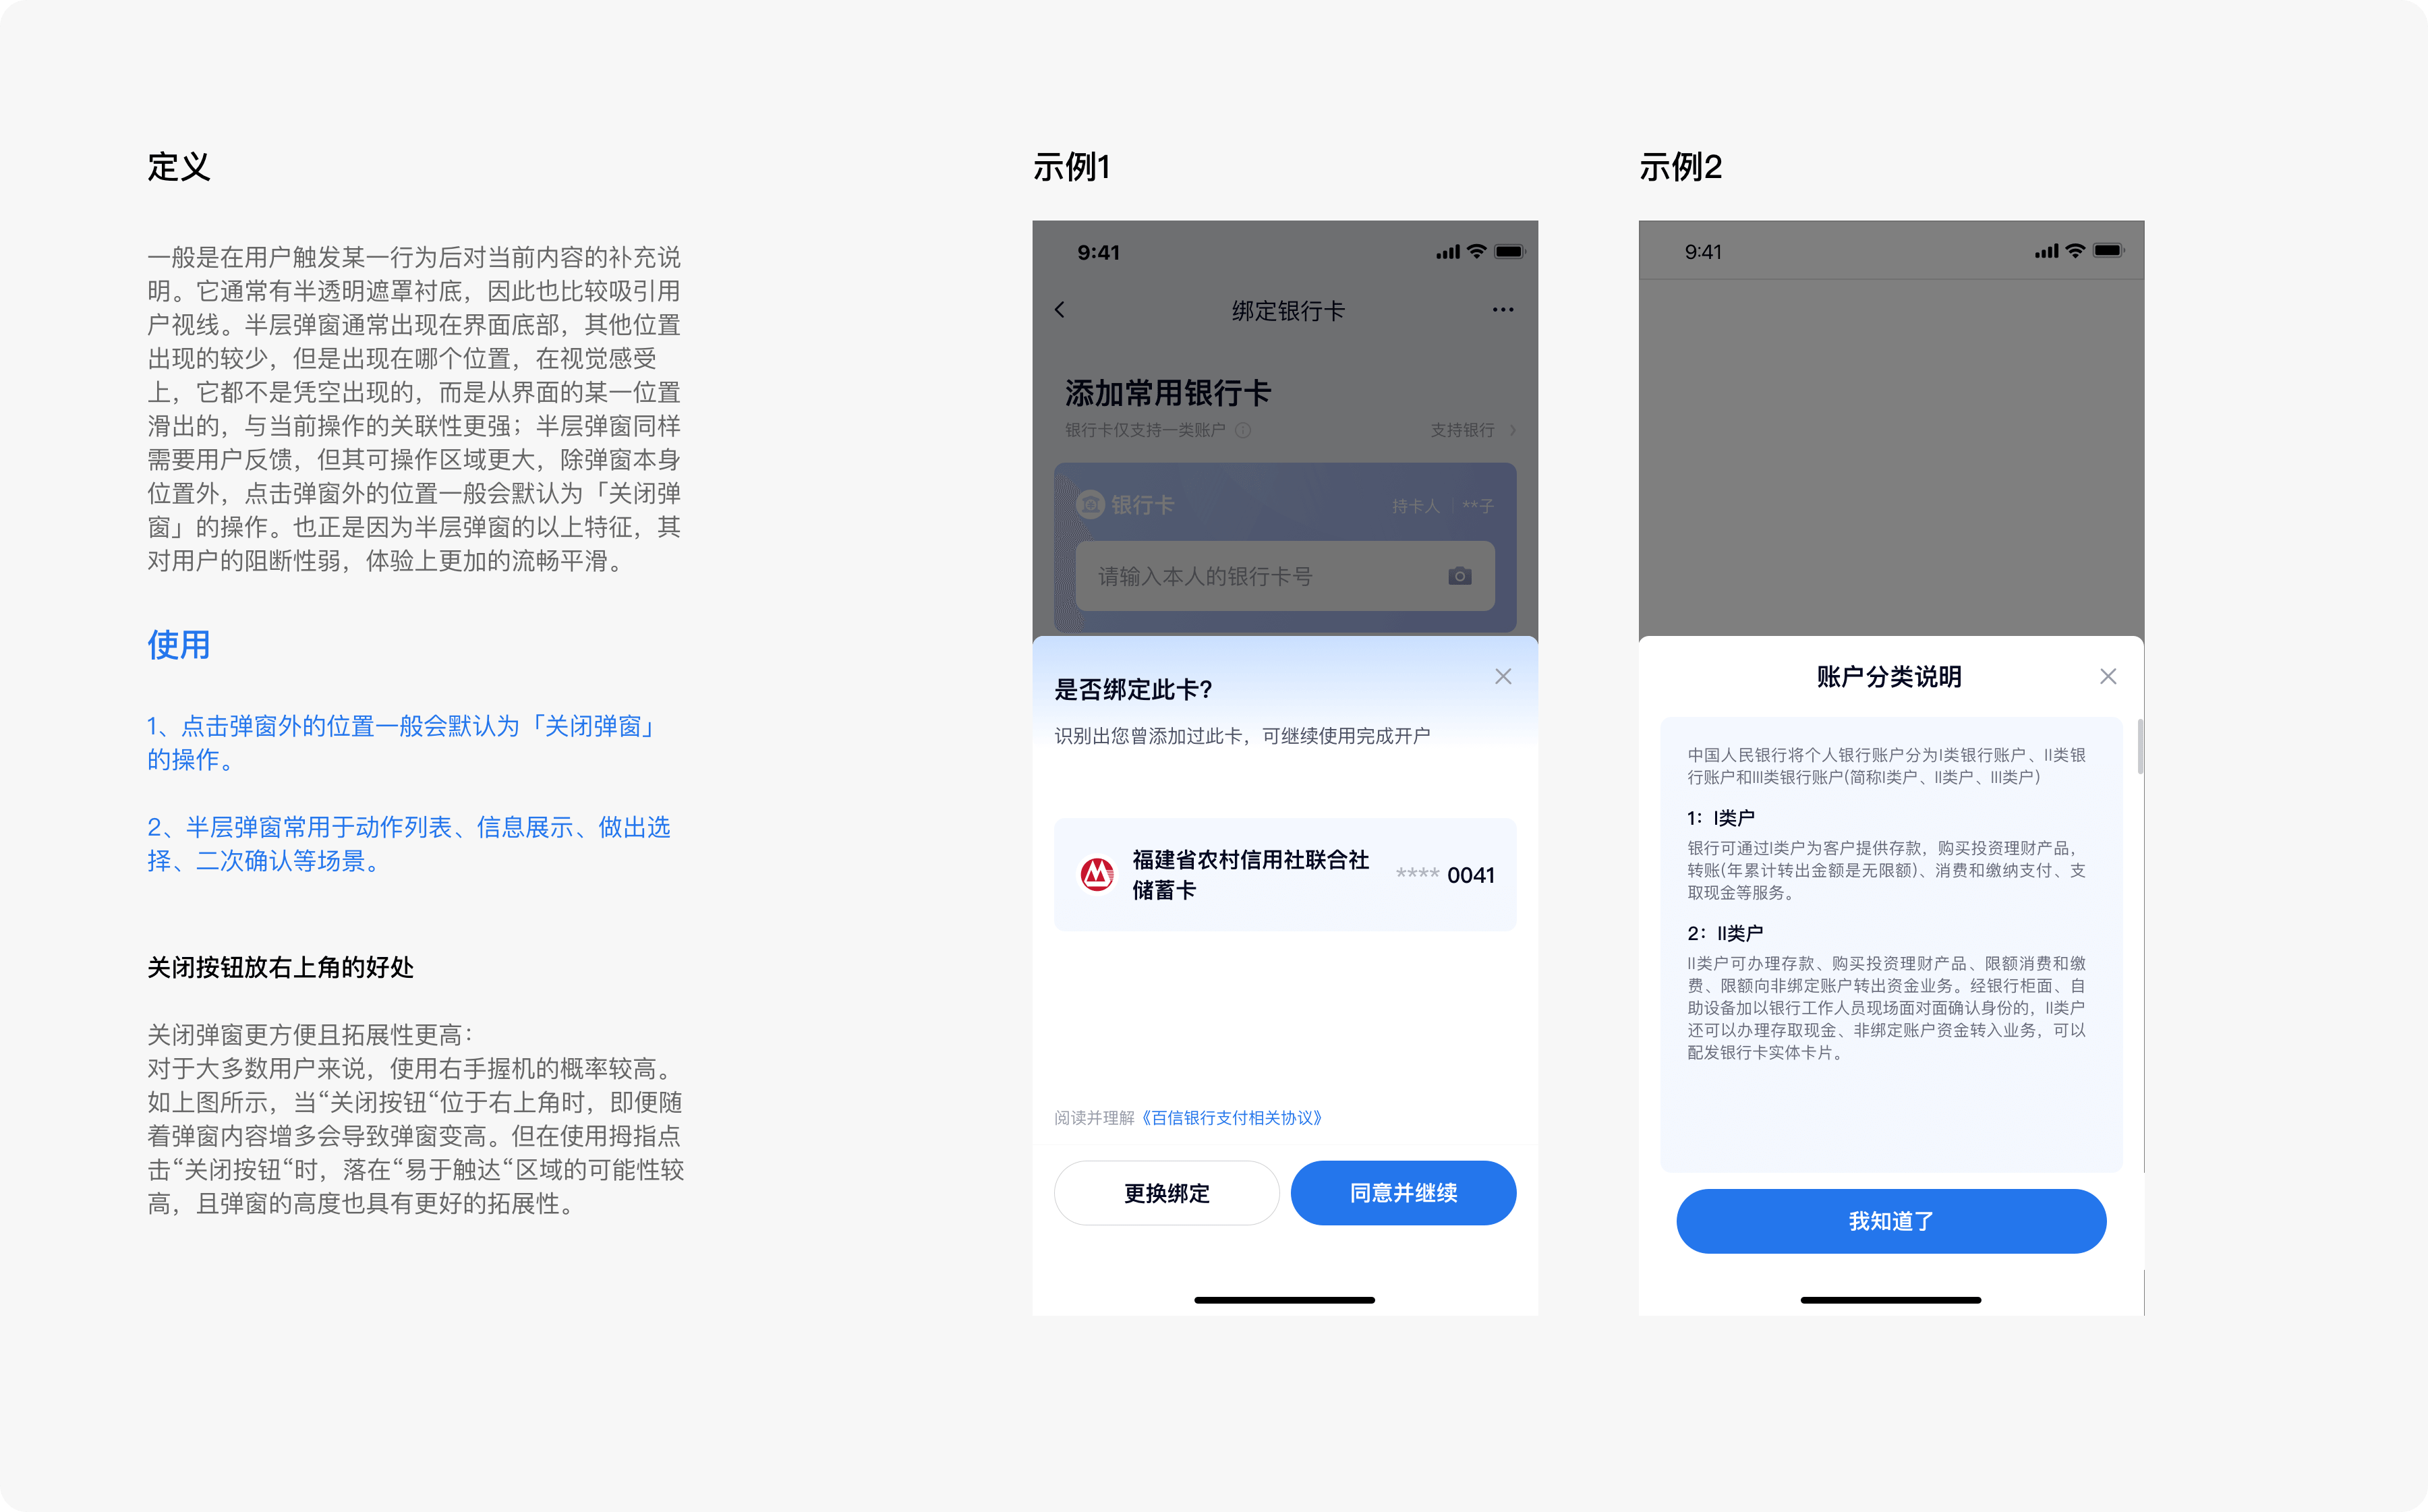 定义
一般是在用户触发某一行为后对当前内容的补充说
明。它通常有半透明遮罩衬底，因此也比较吸引用
户视线。半层弹窗通常出现在界面底部，其他位置
出现的较少，但是出现在哪个位置，在视觉感受
上，它都不是凭空出现的，而是从界面的某一位置
滑出的，与当前操作的关联性更强；半层弹窗同样
需要用户反馈，但其可操作区域更大，除弹窗本身
位置外，点击弹窗外的位置一般会默认为「关闭弹
窗」的操作。也正是因为半层弹窗的以上特征，其
对用户的阻断性弱，体验上更加的流畅平滑。
使用
1、点击弹窗外的位置一般会默认为「关闭弹窗」
的操作。
2、半层弹窗常用于动作列表、信息展示、做出选
择、二次确认等场景。
关闭按钮放右上角的好处
关闭弹窗更方便且拓展性更高：
对于大多数用户来说，使用右手握机的概率较高。
如上图所示，当“关闭按钮“位于右上角时，即便随
着弹窗内容增多会导致弹窗变高。但在使用拇指点
击“关闭按钮“时，落在“易于触达“区域的可能性较
高，且弹窗的高度也具有更好的拓展性。
示例1
9:41
绑定银行卡
添加常用银行卡
银行卡仅支持一类账户
支持银行
银行卡
持卡人 **子
请输入本人的银行卡号
是否绑定此卡?
识别出您曾添加过此卡，可继续使用完成开户
福建省农村信用社联合社
储蓄卡
**** 0041
阅读并理解《百信银行支付相关协议》
更换绑定
同意并继续
示例2
9:41
账户分类说明
中国人民银行将个人银行账户分为I类银行账户、II类银
行账户和III类银行账户(简称I类户、II类户、III类户)
1：I类户
银行可通过I类户为客户提供存款，购买投资理财产品，
转账(年累计转出金额是无限额)、消费和缴纳支付、支
取现金等服务。
2：II类户
II类户可办理存款、购买投资理财产品、限额消费和缴
费、限额向非绑定账户转出资金业务。经银行柜面、自
助设备加以银行工作人员现场面对面确认身份的，II类户
还可以办理存取现金、非绑定账户资金转入业务，可以
配发银行卡实体卡片。
我知道了